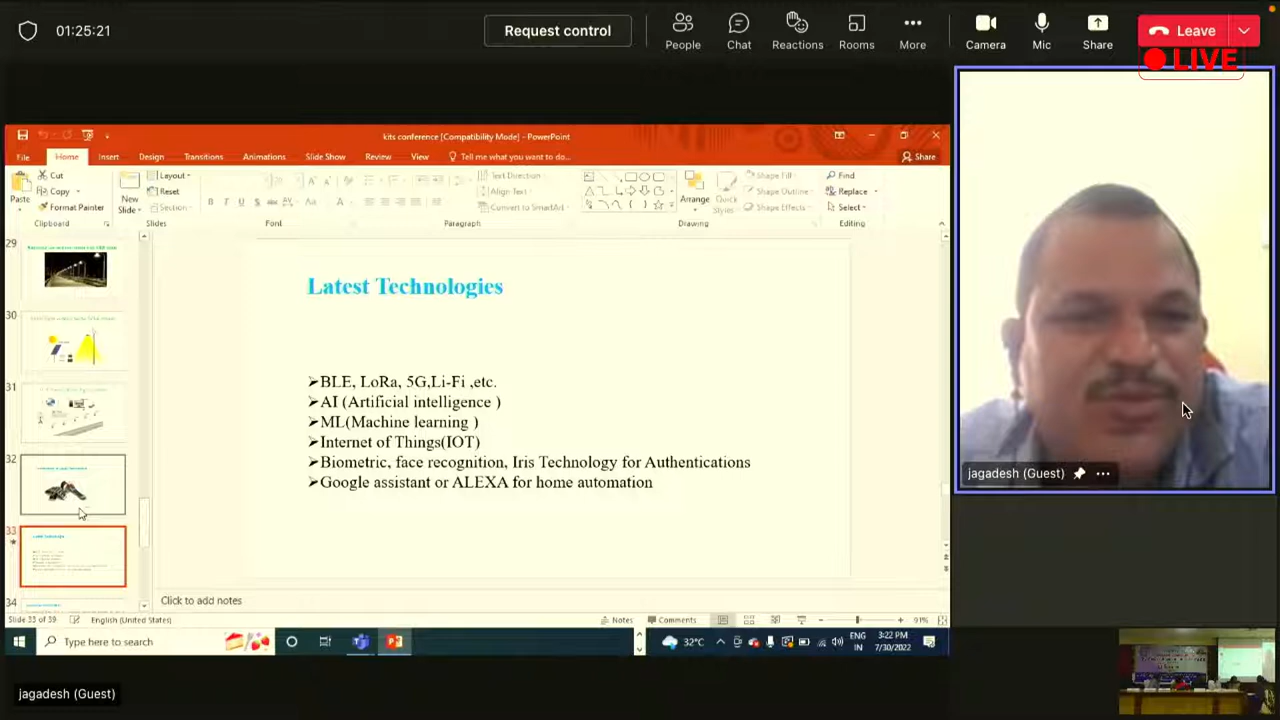 01:25:21
Request control
People
Chat
Reactions
Rooms
More
Camera
Mic
Share
Leave
LIVE
kits conference [Compatibility Mode] - PowerPoint
File
Home
Insert
Design
Transitions
Animations
Slide Show
Review
View
Tell me what you want to do...
Share
Paste
Cut
Copy
Format Painter
Clipboard
New
Slide
Layout
Reset
Section
Slides
Font
Text Direction
Align Text
Convert to SmartArt
Paragraph
Arrange
Quick
Styles
Shape Fill
Shape Outline
Shape Effects
Drawing
Find
Replace
Select
Editing
29
30
31
32
33
34
Latest Technologies
➢BLE, LoRa, 5G,Li-Fi ,etc.
➢AI (Artificial intelligence )
➢ML(Machine learning )
➢Internet of Things(IOT)
➢Biometric, face recognition, Iris Technology for Authentications
➢Google assistant or ALEXA for home automation
Click to add notes
Slide 33 of 39
English (United States)
Notes
Comments
91%
Type here to search
32°C
ENG
IN
3:22 PM
7/30/2022
jagadesh (Guest)
jagadesh (Guest)